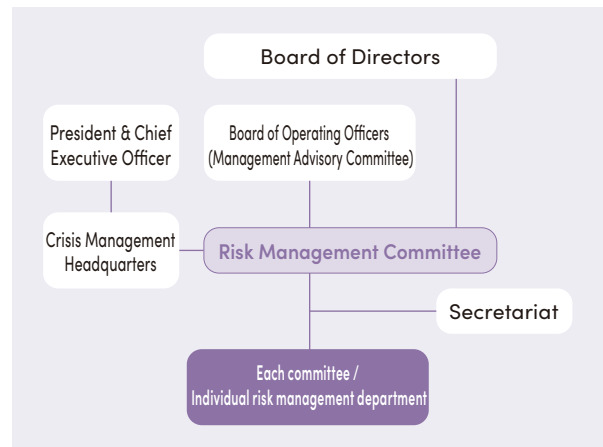 Board of Directors
President & Chief
Executive Officer
Board of Operating Officers
(Management Advisory Committee)
Crisis Management
Headquarters
Risk Management Committee
Secretariat
Each committee /
Individual risk management department